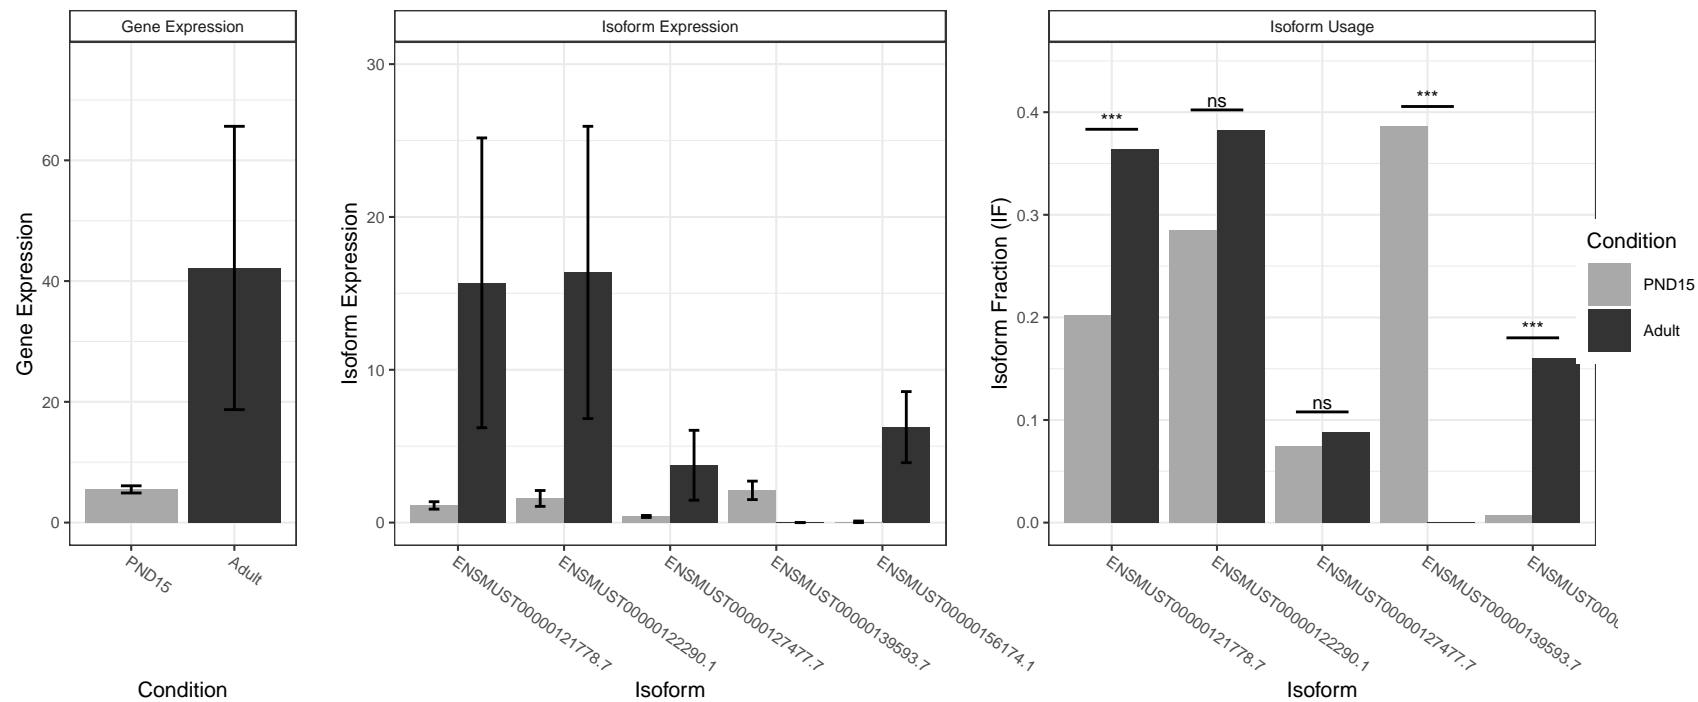 Gene Expression
Gene Expression
0
20
40
60
PND15
Adult
Condition
Isoform Expression
Isoform Expression
0
10
20
30
ENSMUST00000121778.7
ENSMUST00000122290.1
ENSMUST00000127477.7
ENSMUST00000139593.7
ENSMUST00000156174.1
Isoform
Isoform Usage
Isoform Fraction (IF)
0.0
0.1
0.2
0.3
0.4
***
ns
ns
***
***
ENSMUST00000121778.7
ENSMUST00000122290.1
ENSMUST00000127477.7
ENSMUST00000139593.7
ENSMUST000
Isoform
Condition
PND15
Adult